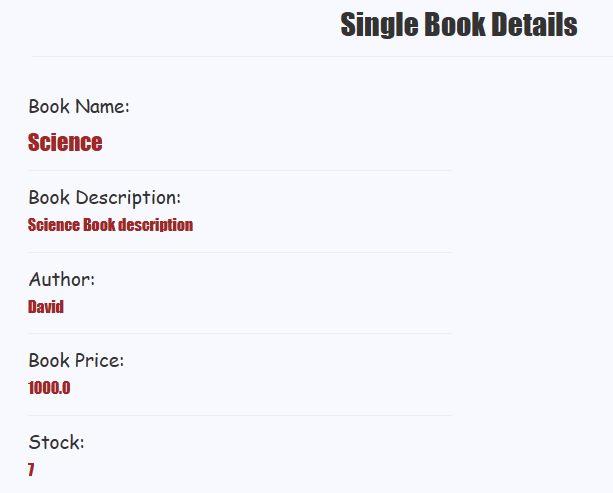 Single Book Details
Book Name:
Science
Book Description:
Science Book description
Author:
David
Book Price:
1000.0
Stock:
7